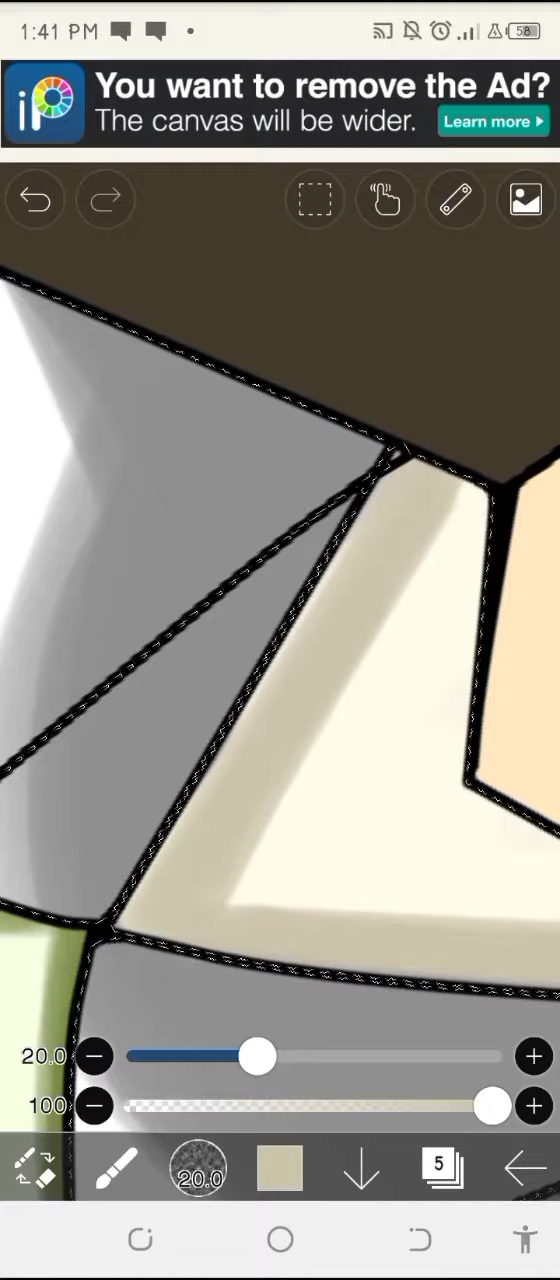 1:41 PM
58
iP
You want to remove the Ad?
The canvas will be wider.
Learn more
20.0
100
20.0
5